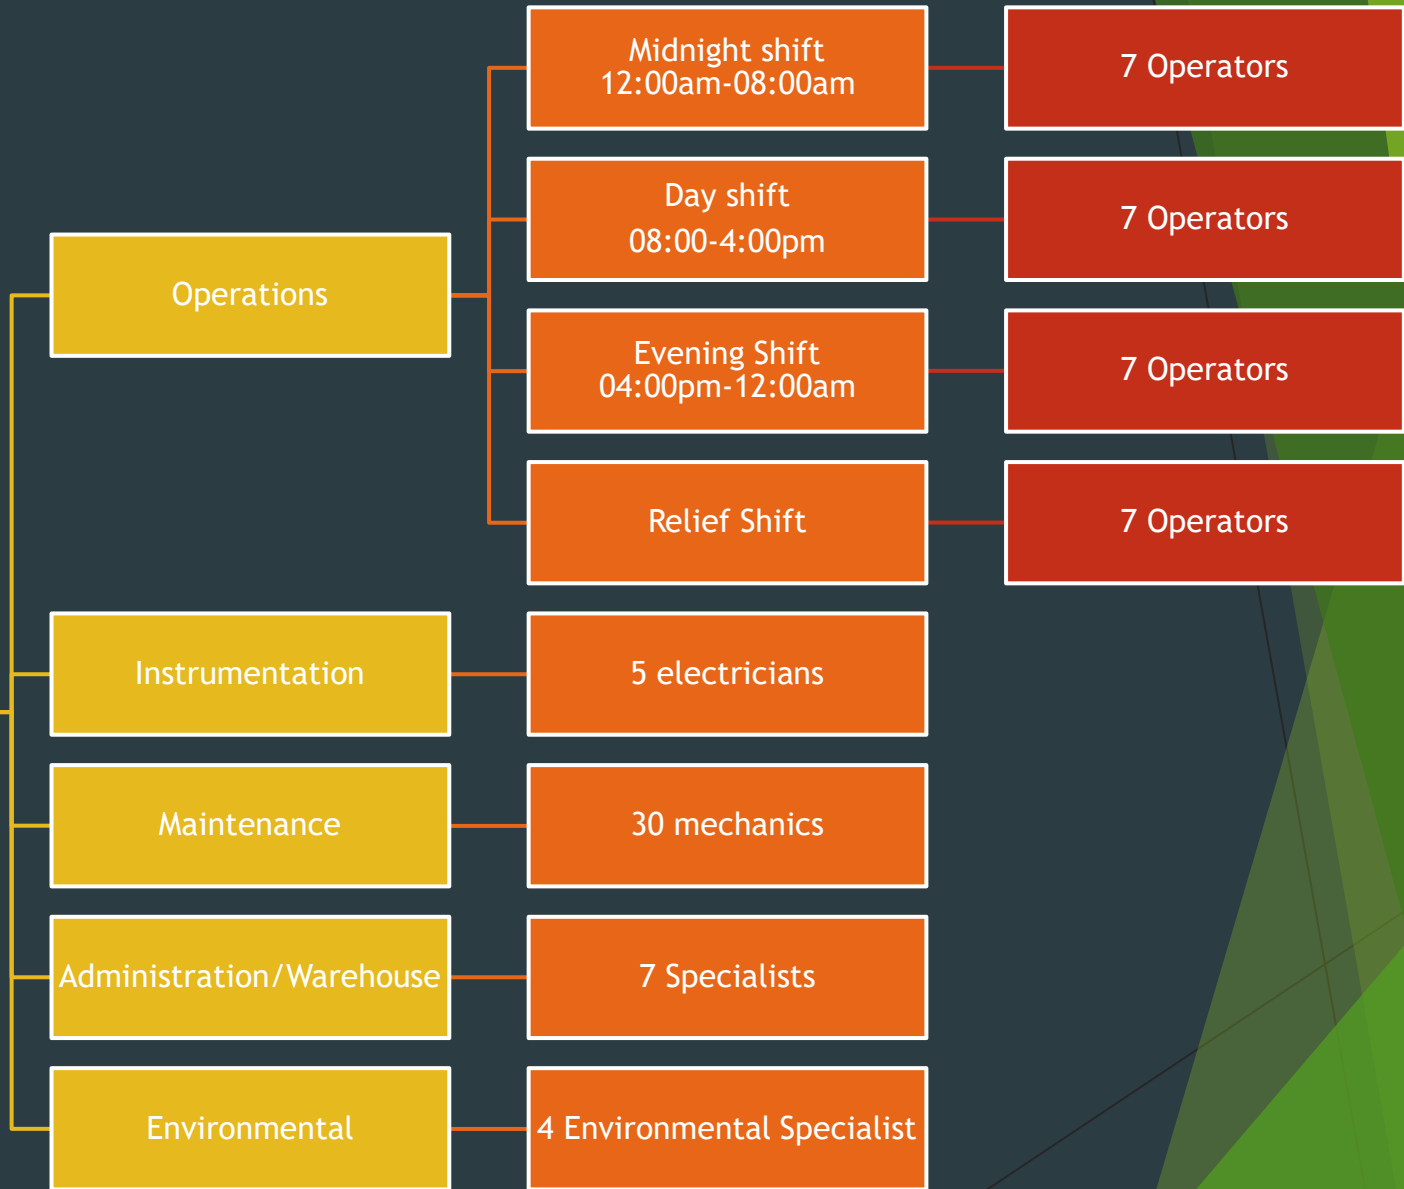 Operations
Midnight shift
12:00am-08:00am
7 Operators
Day shift
08:00-4:00pm
7 Operators
Evening Shift
04:00pm-12:00am
7 Operators
Relief Shift
7 Operators
Instrumentation
5 electricians
Maintenance
30 mechanics
Administration/Warehouse
7 Specialists
Environmental
4 Environmental Specialist